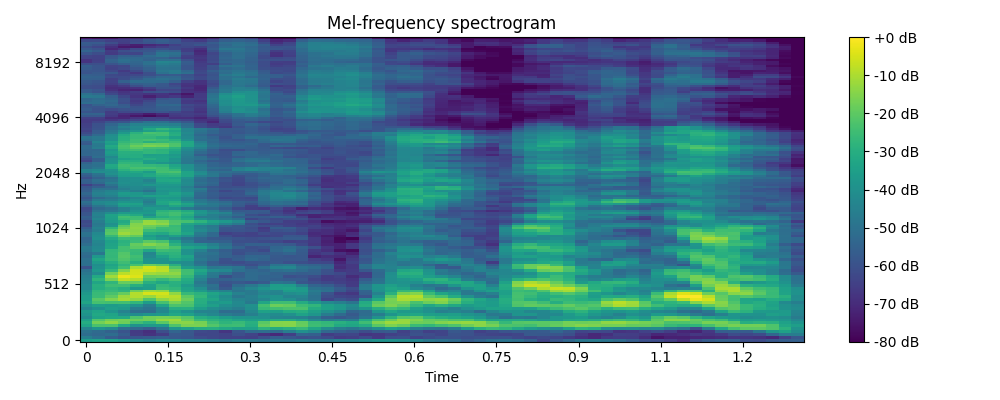 Mel-frequency spectrogram
Hz
8192
4096
2048
1024
512
0
0 0.15 0.3 0.45 0.6 0.75 0.9 1.1 1.2
Time
+0 dB
-10 dB
-20 dB
-30 dB
-40 dB
-50 dB
-60 dB
-70 dB
-80 dB